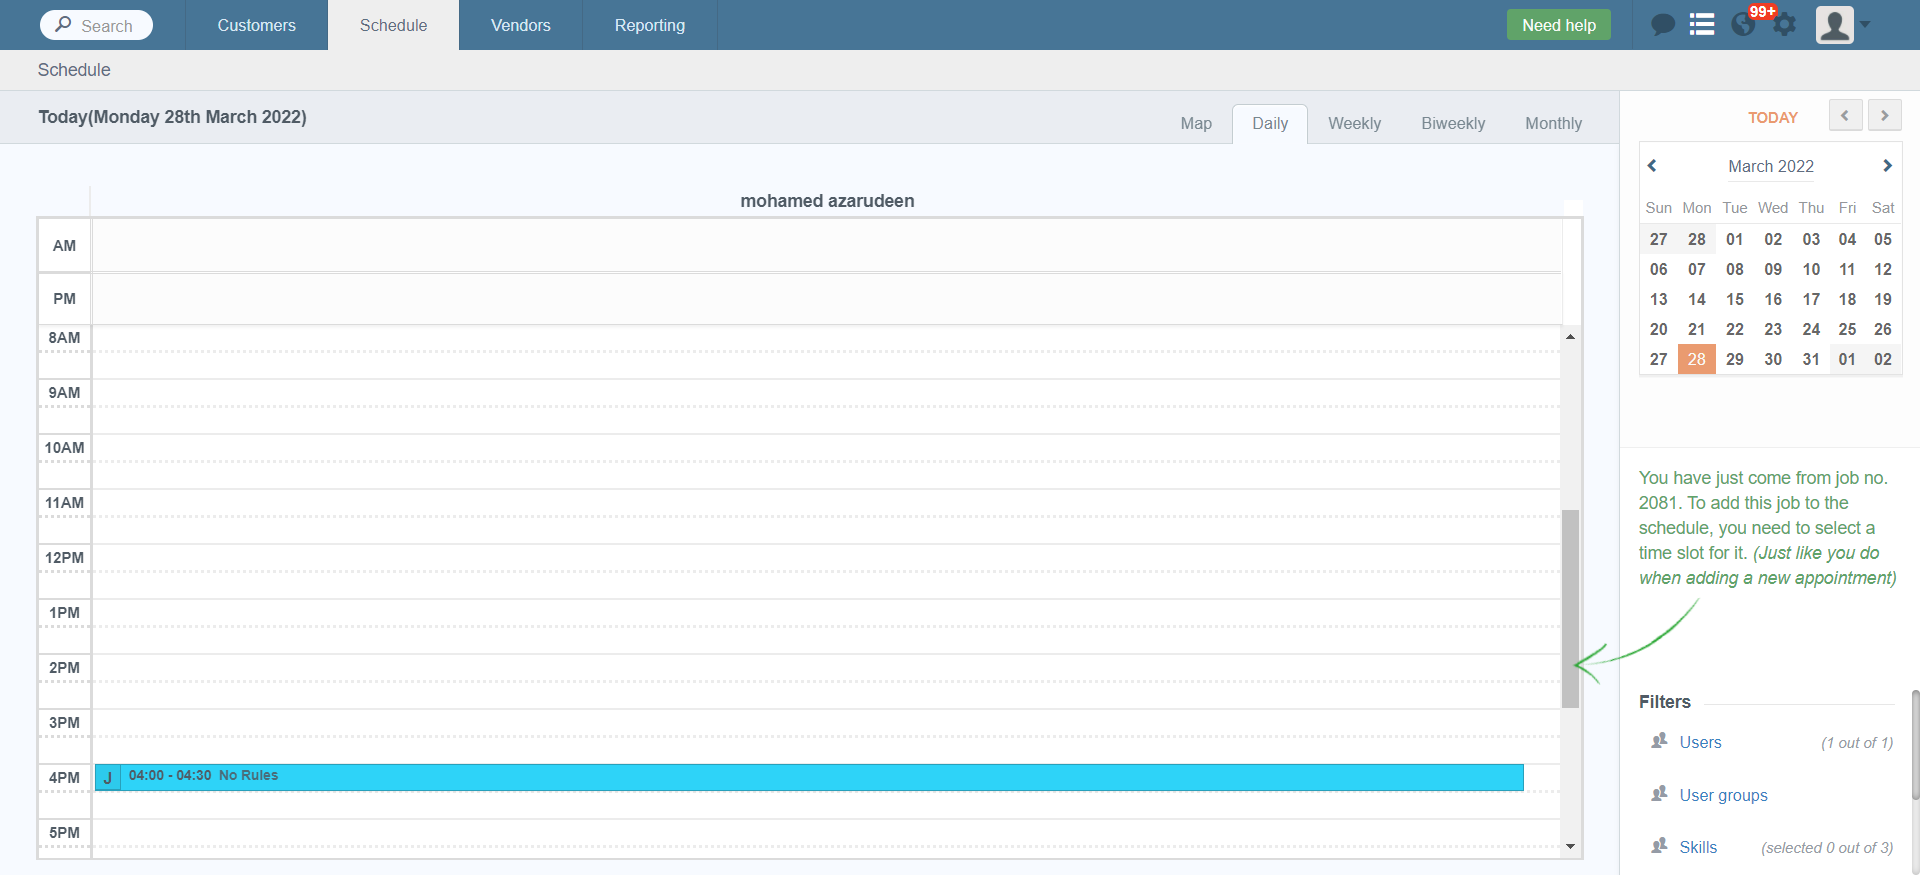 Search
Customers
Schedule
Vendors
Reporting
Need help
99+
Schedule
Today(Monday 28th March 2022)
Map
Daily
Weekly
Biweekly
Monthly
mohamed azarudeen
AM
PM
8AM
9AM
10AM
11AM
12PM
1PM
2PM
3PM
4PM
J 04:00 - 04:30 No Rules
5PM
TODAY
March 2022
Sun Mon Tue Wed Thu Fri Sat
27 28 01 02 03 04 05
06 07 08 09 10 11 12
13 14 15 16 17 18 19
20 21 22 23 24 25 26
27 28 29 30 31 01 02
You have just come from job no.
2081. To add this job to the
schedule, you need to select a
time slot for it. (Just like you do
when adding a new appointment)
Filters
Users (1 out of 1)
User groups
Skills (selected 0 out of 3)